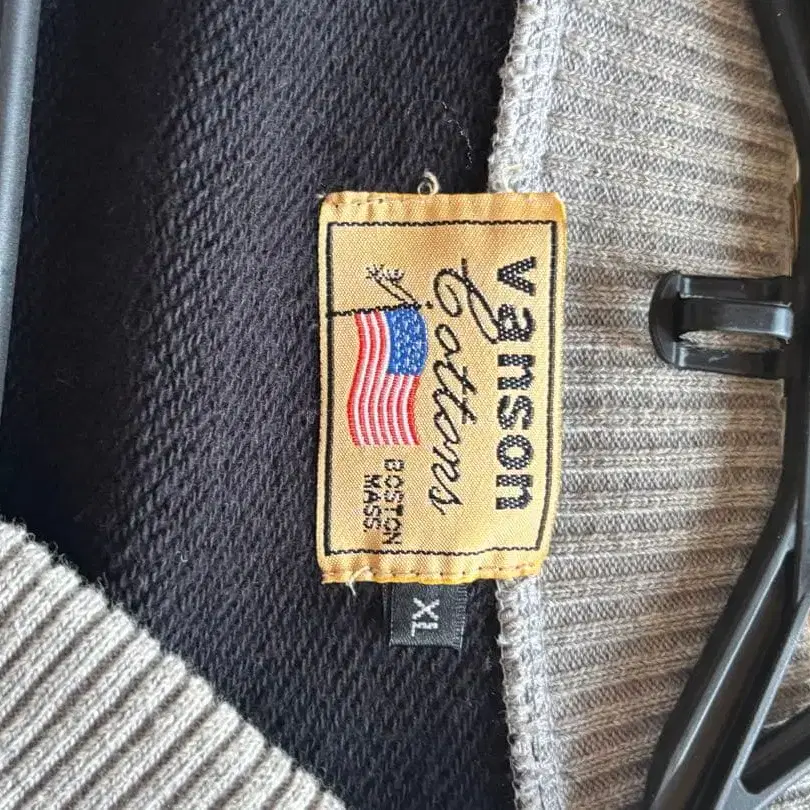 vanson
Cottons
BOSTON
MASS.
XL